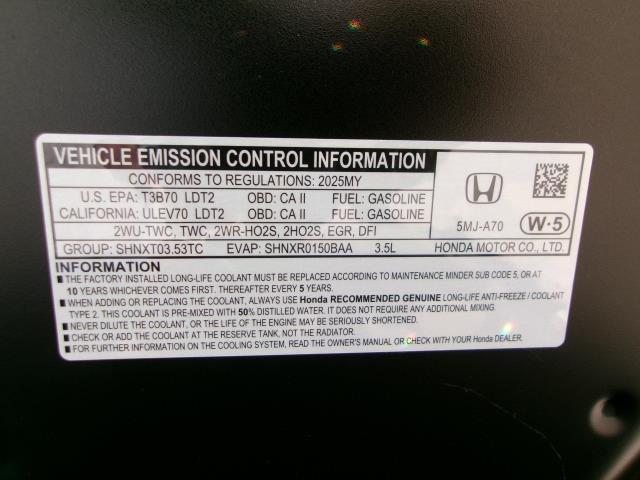 VEHICLE EMISSION CONTROL INFORMATION
CONFORMS TO REGULATIONS: 2025MY
U.S. EPA: T3B70 LDT2 OBD: CA II FUEL: GASOLINE
CALIFORNIA: ULEV70 LDT2 OBD: CA II FUEL: GASOLINE
2WU-TWC, TWC, 2WR-HO2S, 2HO2S, EGR, DFI
5MJ-A70 W-5
GROUP: SHNXT03.53TC EVAP: SHNXR0150BAA 3.5L HONDA MOTOR CO., LTD.
INFORMATION
■ THE FACTORY INSTALLED LONG-LIFE COOLANT MUST BE REPLACED ACCORDING TO MAINTENANCE MINDER SUB CODE 5, OR AT
10 YEARS WHICHEVER COMES FIRST. THEREAFTER EVERY 5 YEARS.
■ WHEN ADDING OR REPLACING THE COOLANT, ALWAYS USE Honda RECOMMENDED GENUINE LONG-LIFE ANTI-FREEZE / COOLANT
TYPE 2. THIS COOLANT IS PRE-MIXED WITH 50% DISTILLED WATER. IT DOES NOT REQUIRE ANY ADDITIONAL MIXING.
■ NEVER DILUTE THE COOLANT, OR THE LIFE OF THE ENGINE MAY BE SERIOUSLY SHORTENED.
■ CHECK OR ADD THE COOLANT AT THE RESERVE TANK, NOT THE RADIATOR.
■ FOR FURTHER INFORMATION ON THE COOLING SYSTEM, READ THE OWNER'S MANUAL OR CHECK WITH YOUR Honda DEALER.